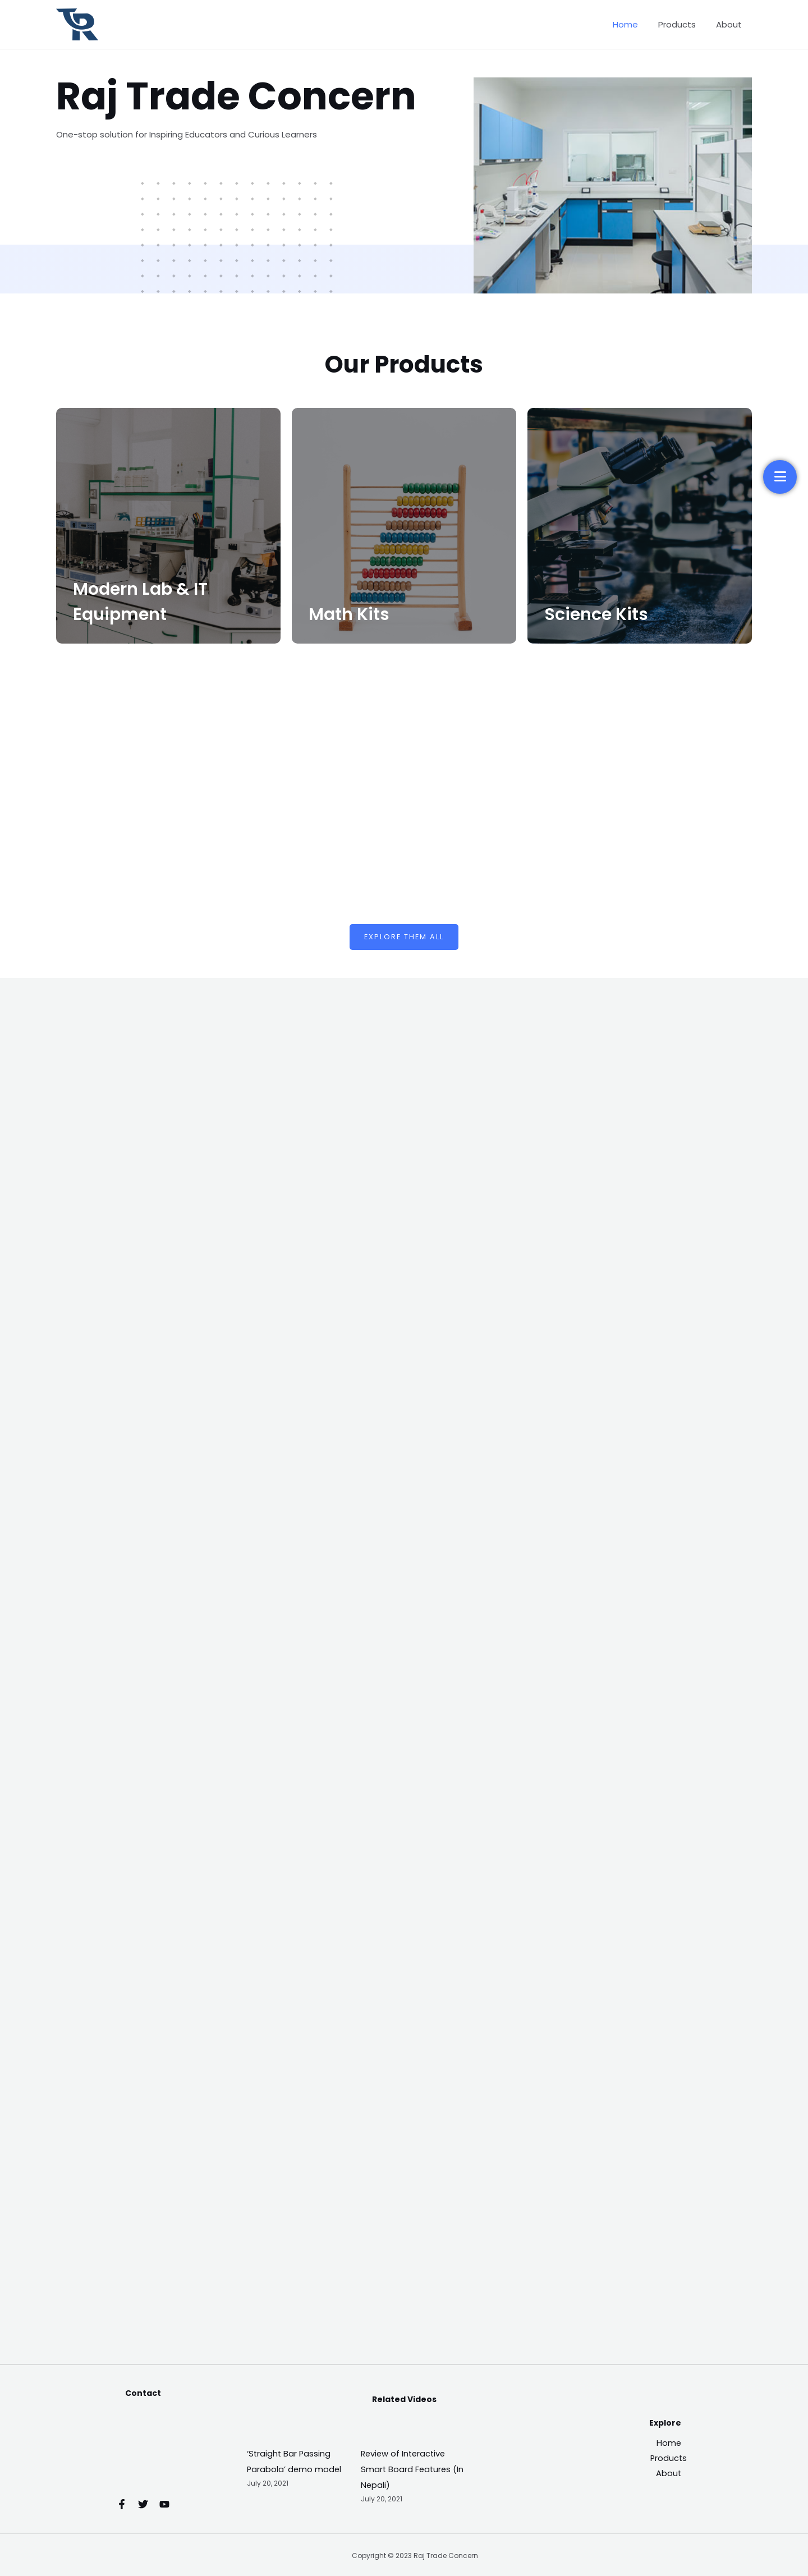 Home
Products
About
Raj Trade Concern
One-stop solution for Inspiring Educators and Curious Learners
Our Products
Modern Lab & IT
Equipment
Math Kits
Science Kits
EXPLORE THEM ALL
Contact
Related Videos
‘Straight Bar Passing
Parabola’ demo model
July 20, 2021
Review of Interactive
Smart Board Features (In
Nepali)
July 20, 2021
Explore
Home
Products
About
Copyright © 2023 Raj Trade Concern